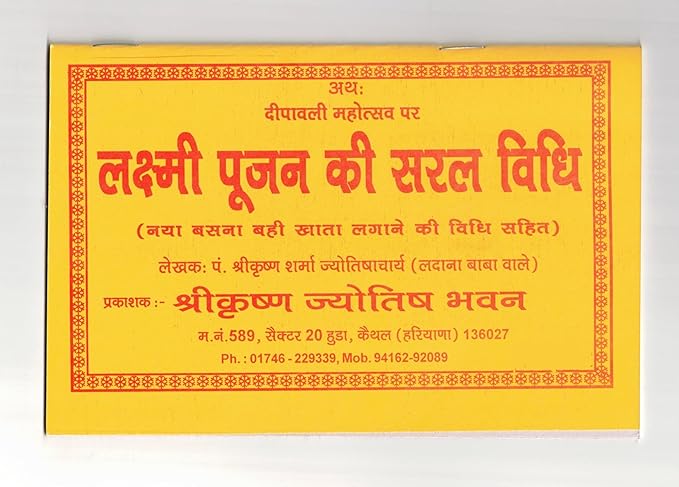 अथ:
दीपावली महोत्सव पर
लक्ष्मी पूजन की सरल विधि
(नया बसना बही खाता लगाने की विधि सहित)
लेखक: पं. श्रीकृष्ण शर्मा ज्योतिषाचार्य (लदाना बाबा वाले)
प्रकाशक :- श्रीकृष्ण ज्योतिष भवन
म.नं.589, सैक्टर 20 हुडा, कैथल (हरियाणा) 136027
Ph. : 01746 - 229339, Mob. 94162-92089